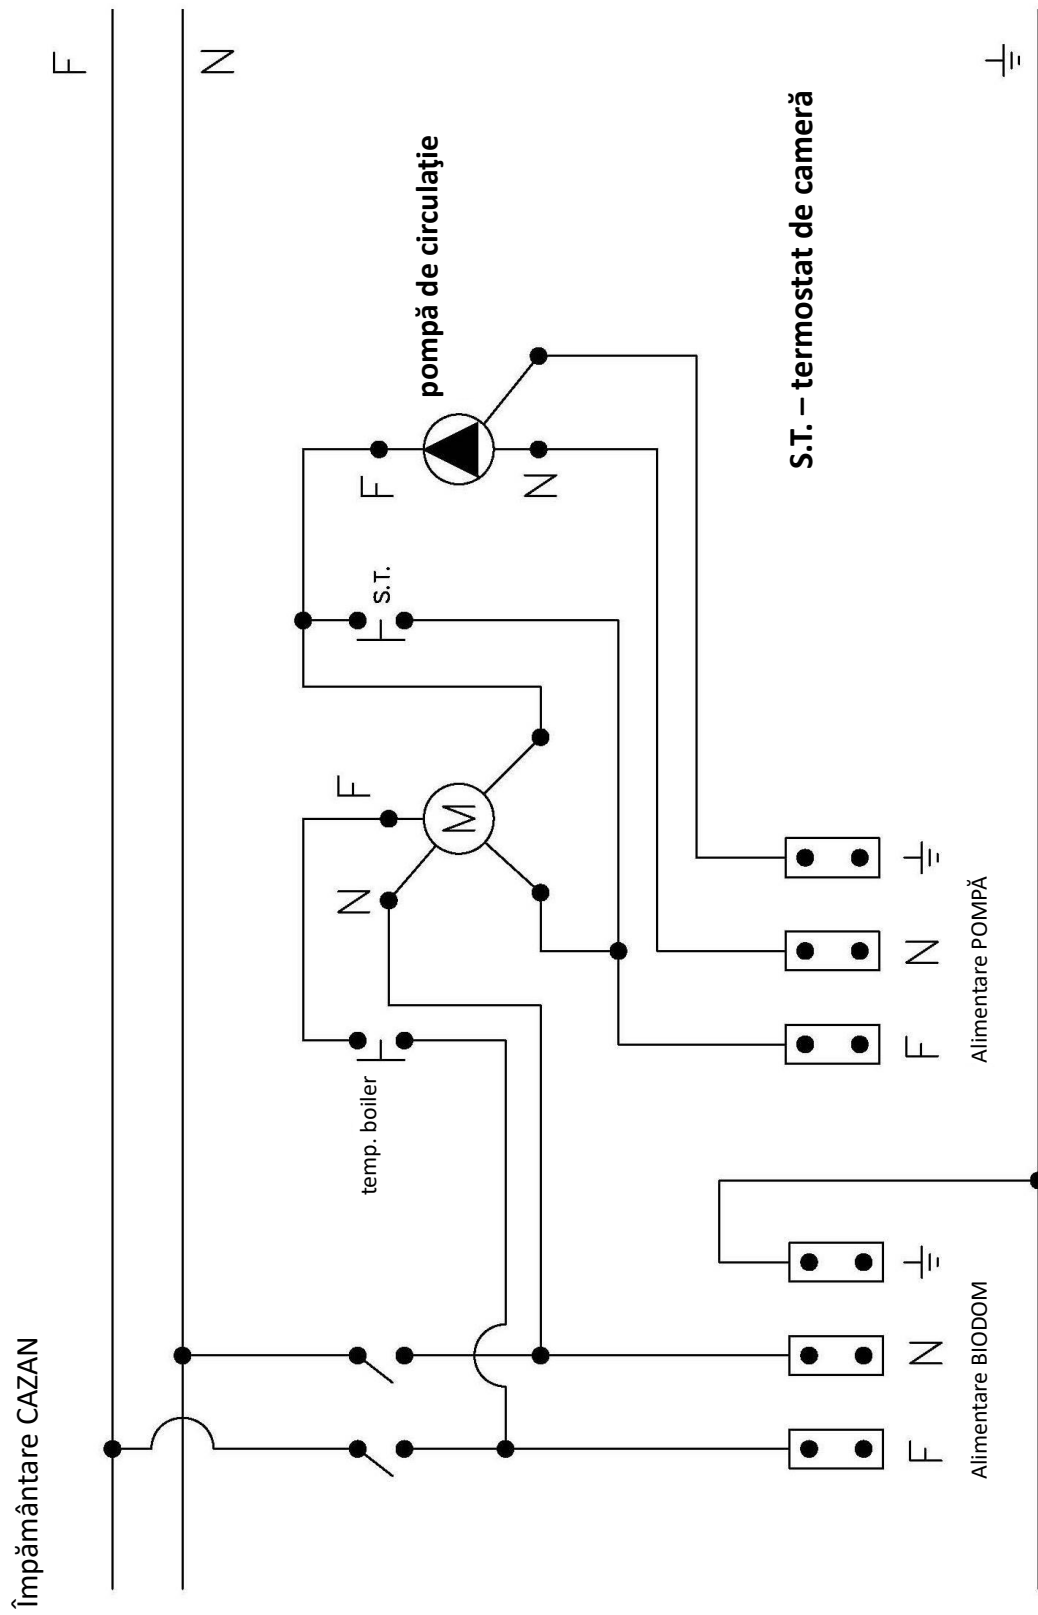 Împământare CAZAN
F
N
pompă de circulaţie
F
N
S.T.
S.T. – termostat de cameră
F
N
M
temp. boiler
F
N
Alimentare BIODOM
F
N
Alimentare POMPĂ